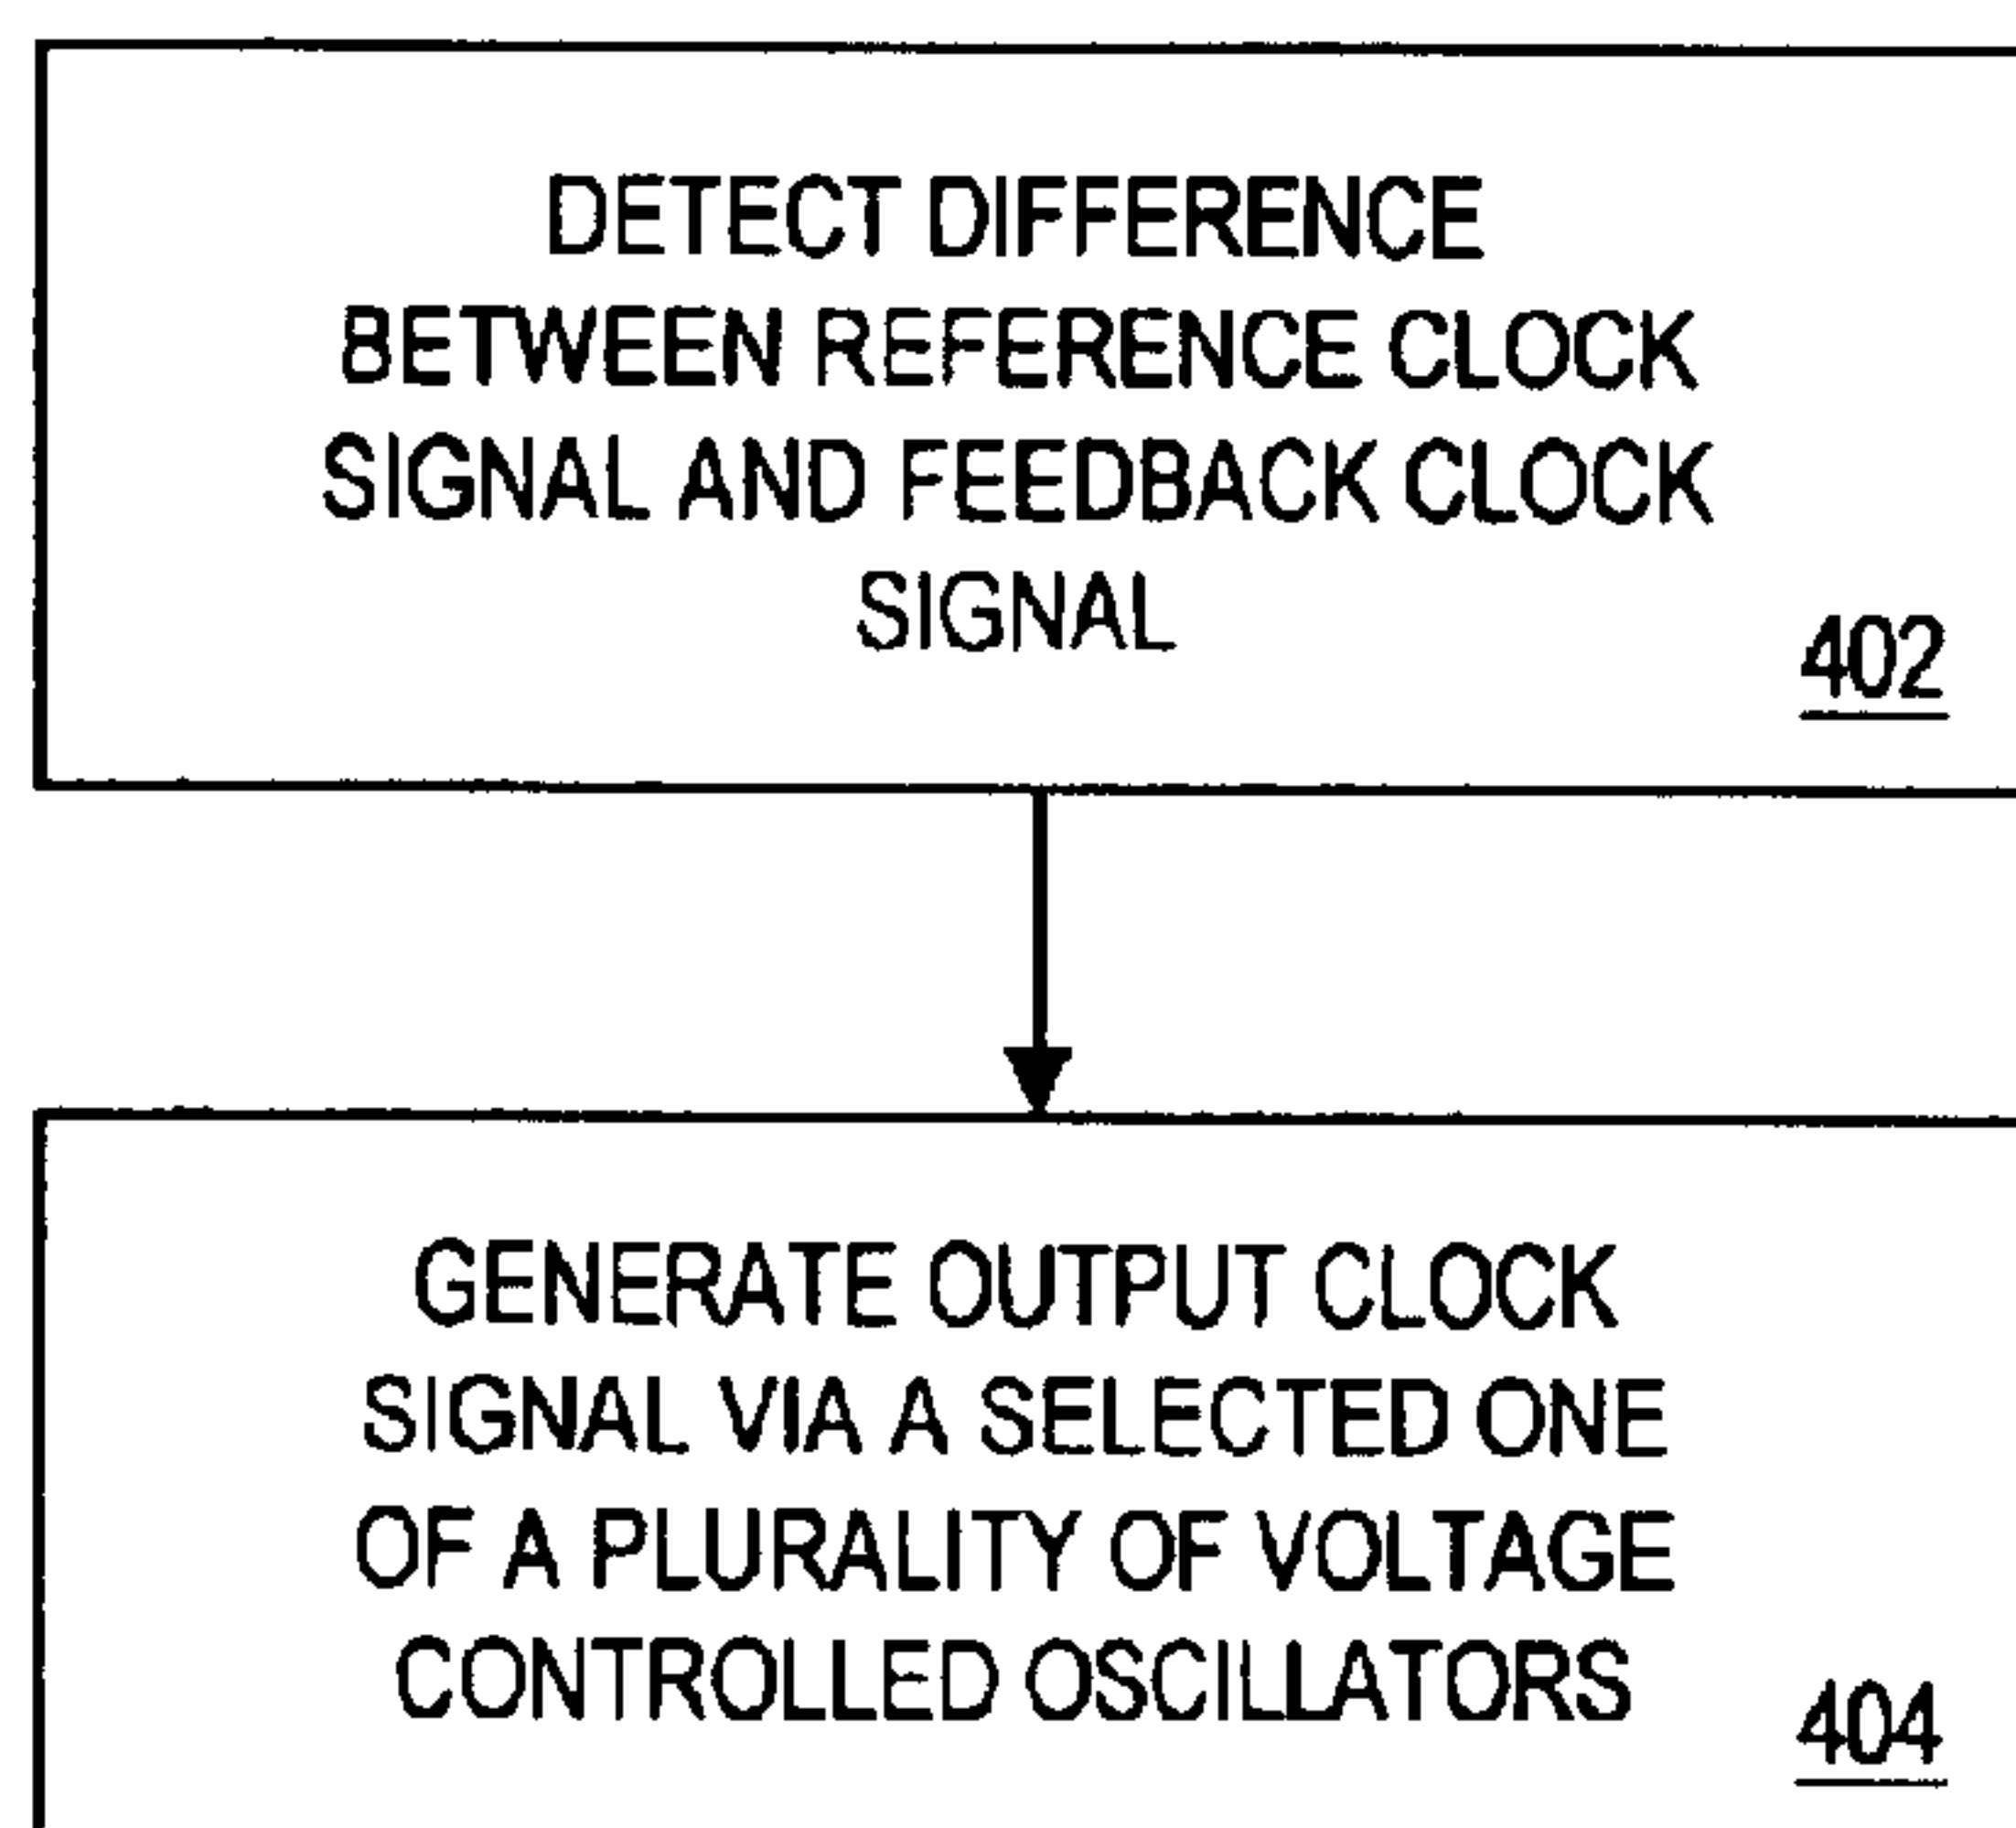 DETECT DIFFERENCE
BETWEEN REFERENCE CLOCK
SIGNAL AND FEEDBACK CLOCK
SIGNAL
402
GENERATE OUTPUT CLOCK
SIGNAL VIA A SELECTED ONE
OF A PLURALITY OF VOLTAGE
CONTROLLED OSCILLATORS
404